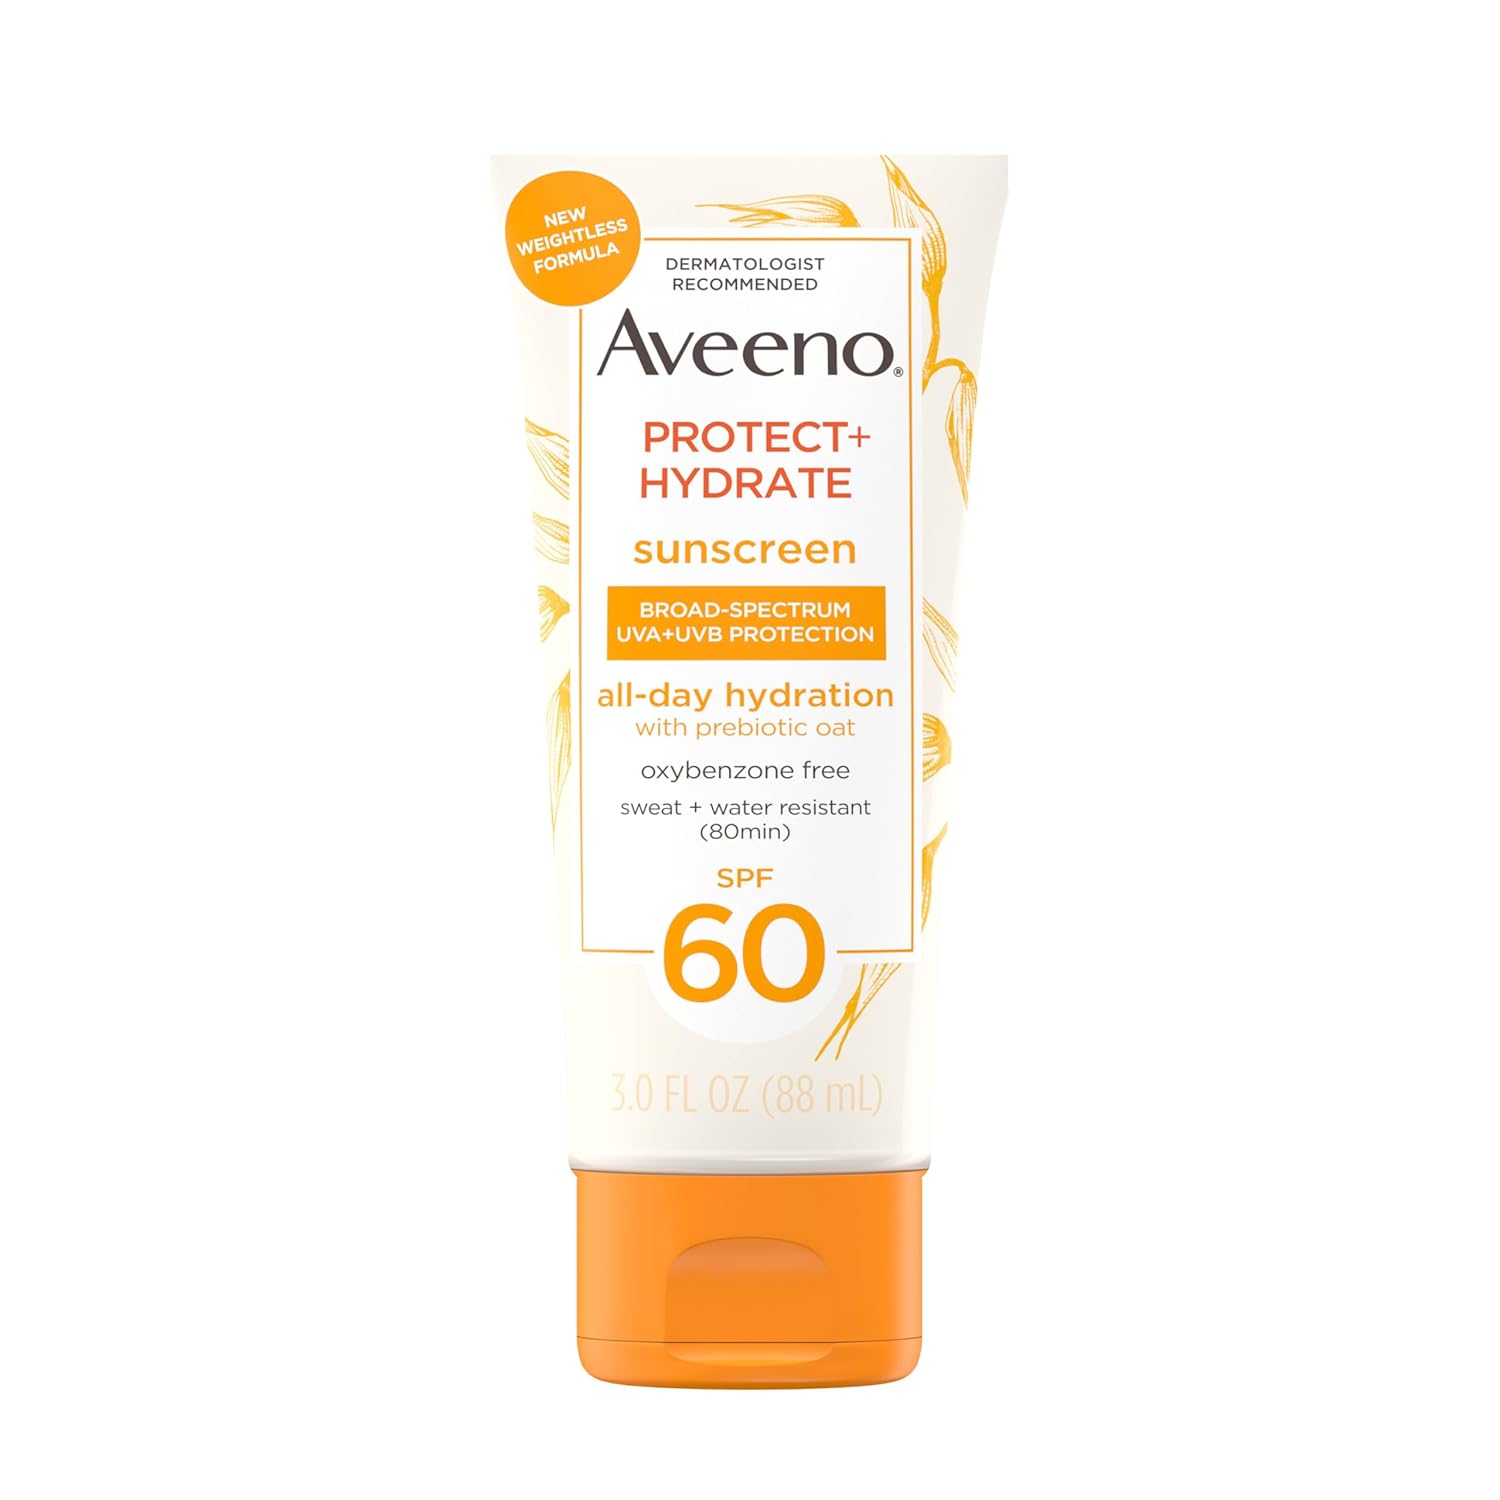 NEW
WEIGHTLESS
FORMULA
DERMATOLOGIST
RECOMMENDED
Aveeno®
PROTECT+
HYDRATE
sunscreen
BROAD-SPECTRUM
UVA+UVB PROTECTION
all-day hydration
with prebiotic oat
oxybenzone free
sweat + water resistant
(80min)
SPF
60
3.0 FL OZ (88 mL)